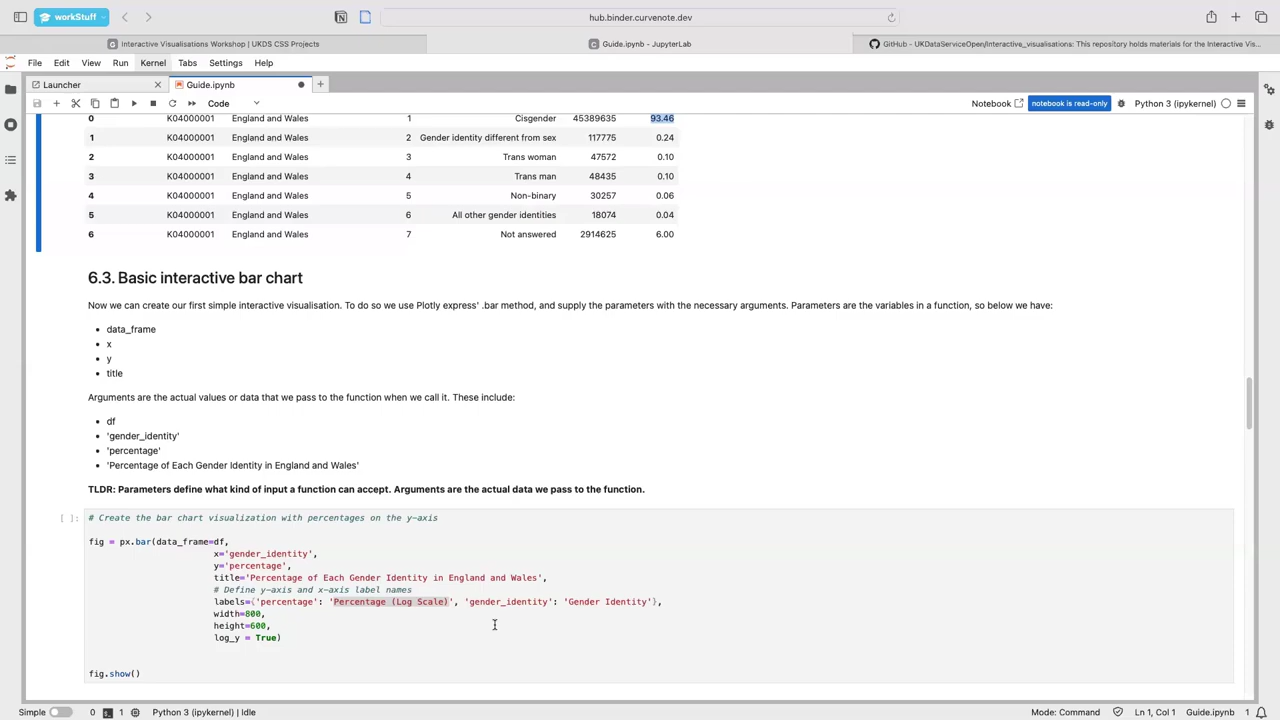 workStuff
hub.binder.curvenote.dev
Interactive Visualisations Workshop | UKDS CSS Projects
Guide.ipynb - JupyterLab
GitHub - UKDataServiceOpen/Interactive_visualisations: This repository holds materials for the Interactive Vis...
File Edit View Run Kernel Tabs Settings Help
Launcher
Guide.ipynb
Code
Notebook
notebook is read-only
Python 3 (ipykernel)
0 K04000001 England and Wales 1 Cisgender 45389635 93.46
1 K04000001 England and Wales 2 Gender identity different from sex 117775 0.24
2 K04000001 England and Wales 3 Trans woman 47572 0.10
3 K04000001 England and Wales 4 Trans man 48435 0.10
4 K04000001 England and Wales 5 Non-binary 30257 0.06
5 K04000001 England and Wales 6 All other gender identities 18074 0.04
6 K04000001 England and Wales 7 Not answered 2914625 6.00
6.3. Basic interactive bar chart
Now we can create our first simple interactive visualisation. To do so we use Plotly express' .bar method, and supply the parameters with the necessary arguments. Parameters are the variables in a function, so below we have:
• data_frame
• x
• y
• title
Arguments are the actual values or data that we pass to the function when we call it. These include:
• df
• 'gender_identity'
• 'percentage'
• 'Percentage of Each Gender Identity in England and Wales'
TLDR: Parameters define what kind of input a function can accept. Arguments are the actual data we pass to the function.
[ ]: # Create the bar chart visualization with percentages on the y-axis
fig = px.bar(data_frame=df,
x='gender_identity',
y='percentage',
title='Percentage of Each Gender Identity in England and Wales',
# Define y-axis and x-axis label names
labels={'percentage': 'Percentage (Log Scale)', 'gender_identity': 'Gender Identity'},
width=800,
height=600,
log_y = True)
fig.show()
Simple 0 1 Python 3 (ipykernel) | Idle
Mode: Command Ln 1, Col 1 Guide.ipynb 1